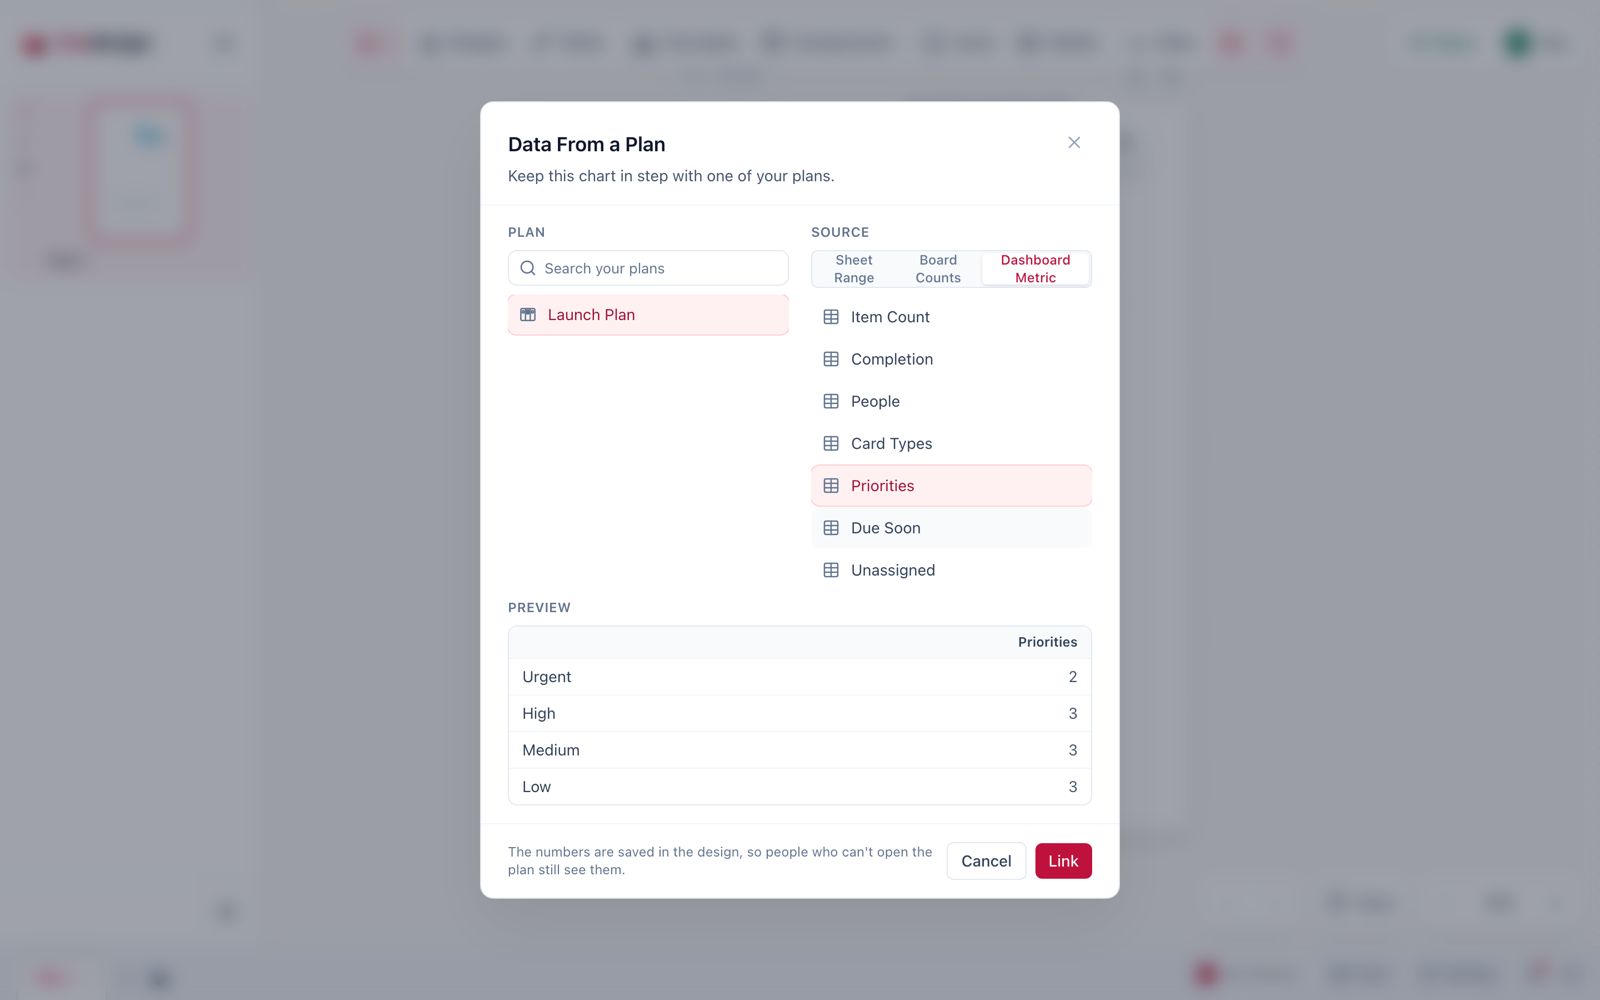 Data From a Plan
Keep this chart in step with one of your plans.
PLAN
Search your plans
Launch Plan
SOURCE
Sheet Range
Board Counts
Dashboard Metric
Item Count
Completion
People
Card Types
Priorities
Due Soon
Unassigned
PREVIEW
Priorities
Urgent 2
High 3
Medium 3
Low 3
The numbers are saved in the design, so people who can't open the
plan still see them.
Cancel
Link